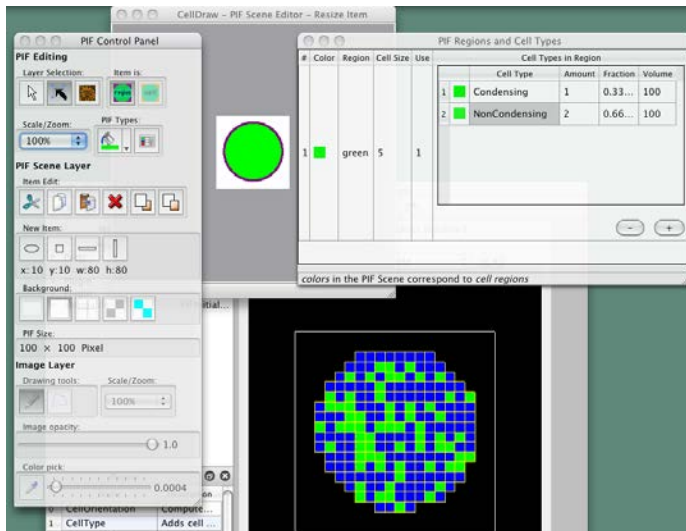 CellDraw - PIF Scene Editor - Resize Item
PIF Control Panel
PIF Editing
Layer Selection: Item is:
Scale/Zoom: PIF Types:
100%
PIF Scene Layer
Item Edit:
New Item:
x:10 y:10 w:80 h:80
Background:
PIF Size:
100 × 100 Pixel
Image Layer
Drawing tools: Scale/Zoom:
100%
Image opacity:
1.0
Color pick:
0.0004
PIF Regions and Cell Types
# Color Region Cell Size Use Cell Types in Region
Cell Type Amount Fraction Volume
1 Condensing 1 0.33... 100
2 NonCondensing 2 0.66... 100
1 green 5 1
- +
colors in the PIF Scene correspond to cell regions
CellOrientation Compute...
1 CellType Adds cell ...